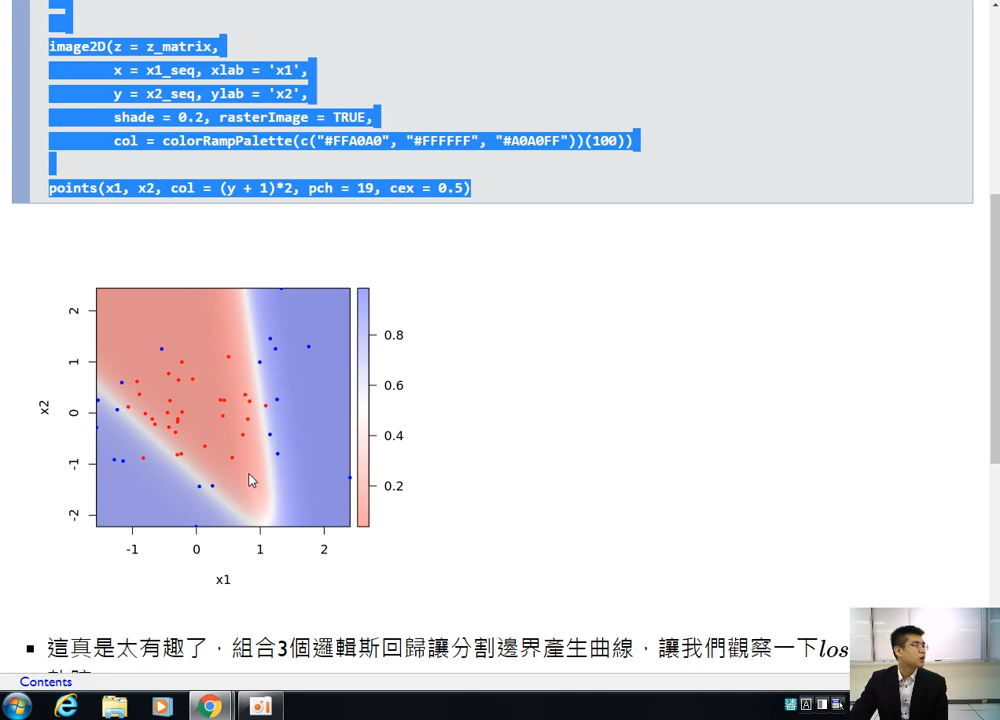 image2D(z = z_matrix,
x = x1_seq, xlab = 'x1',
y = x2_seq, ylab = 'x2',
shade = 0.2, rasterImage = TRUE,
col = colorRampPalette(c("#FFA0A0", "#FFFFFF", "#A0A0FF"))(100))
points(x1, x2, col = (y + 1)*2, pch = 19, cex = 0.5)
2
1
0
-1
-2
x2
-1 0 1 2
x1
0.8
0.6
0.4
0.2
這真是太有趣了，組合3個邏輯斯回歸讓分割邊界產生曲線，讓我們觀察一下los
Contents
A